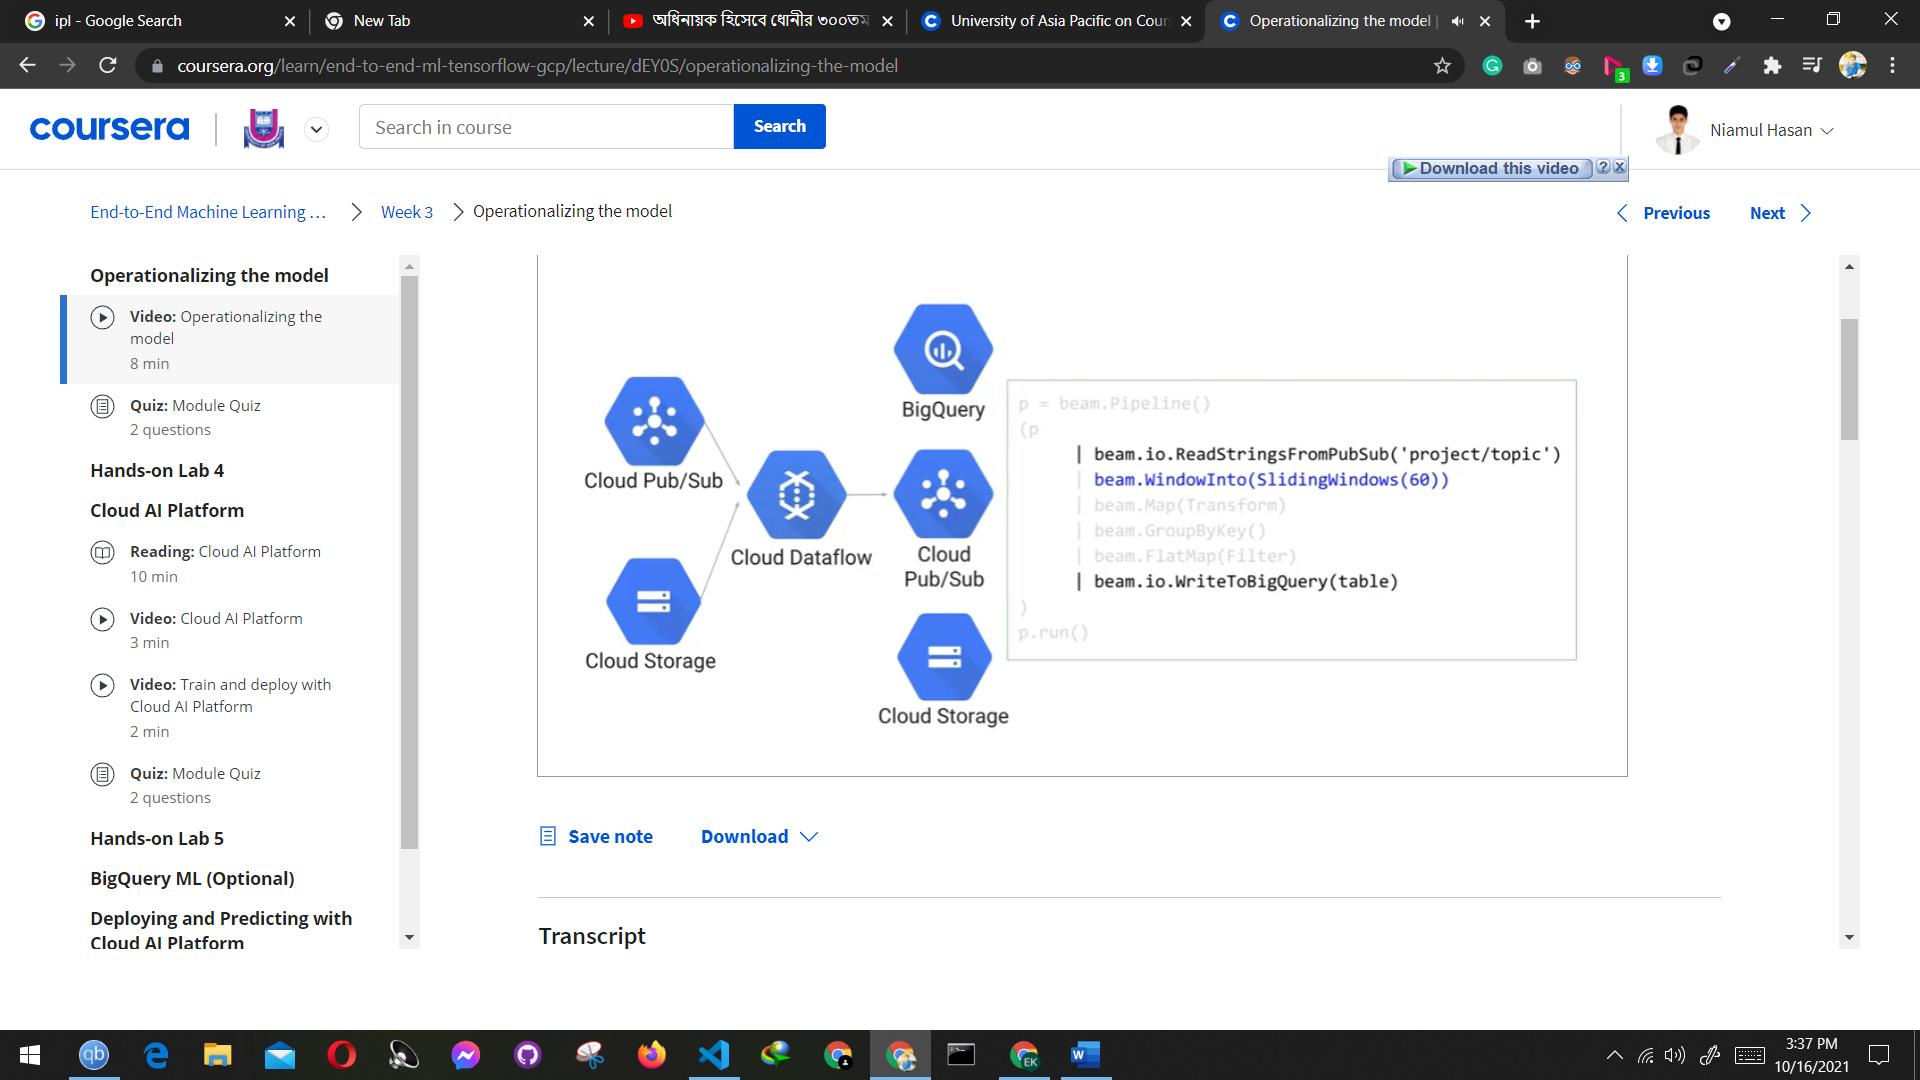 ipl - Google Search
New Tab
অধিনায়ক হিসেবে ধোনীর ৩০০তম
University of Asia Pacific on Cour
Operationalizing the model |
coursera.org/learn/end-to-end-ml-tensorflow-gcp/lecture/dEY0S/operationalizing-the-model
3
coursera
Search in course
Search
Niamul Hasan
Download this video
?
End-to-End Machine Learning ...
Week 3
Operationalizing the model
Previous
Next
Operationalizing the model
Video: Operationalizing the
model
8 min
Quiz: Module Quiz
2 questions
Hands-on Lab 4
Cloud AI Platform
Reading: Cloud AI Platform
10 min
Video: Cloud AI Platform
3 min
Video: Train and deploy with
Cloud AI Platform
2 min
Quiz: Module Quiz
2 questions
Hands-on Lab 5
BigQuery ML (Optional)
Deploying and Predicting with
Cloud AI Platform
Cloud Pub/Sub
Cloud Storage
Cloud Dataflow
BigQuery
Cloud
Pub/Sub
Cloud Storage
p = beam.Pipeline()
(p
| beam.io.ReadStringsFromPubSub('project/topic')
| beam.WindowInto(SlidingWindows(60))
| beam.Map(Transform)
| beam.GroupByKey()
| beam.FlatMap(Filter)
| beam.io.WriteToBigQuery(table)
)
p.run()
Save note
Download
Transcript
qb
EK
W
3:37 PM
10/16/2021